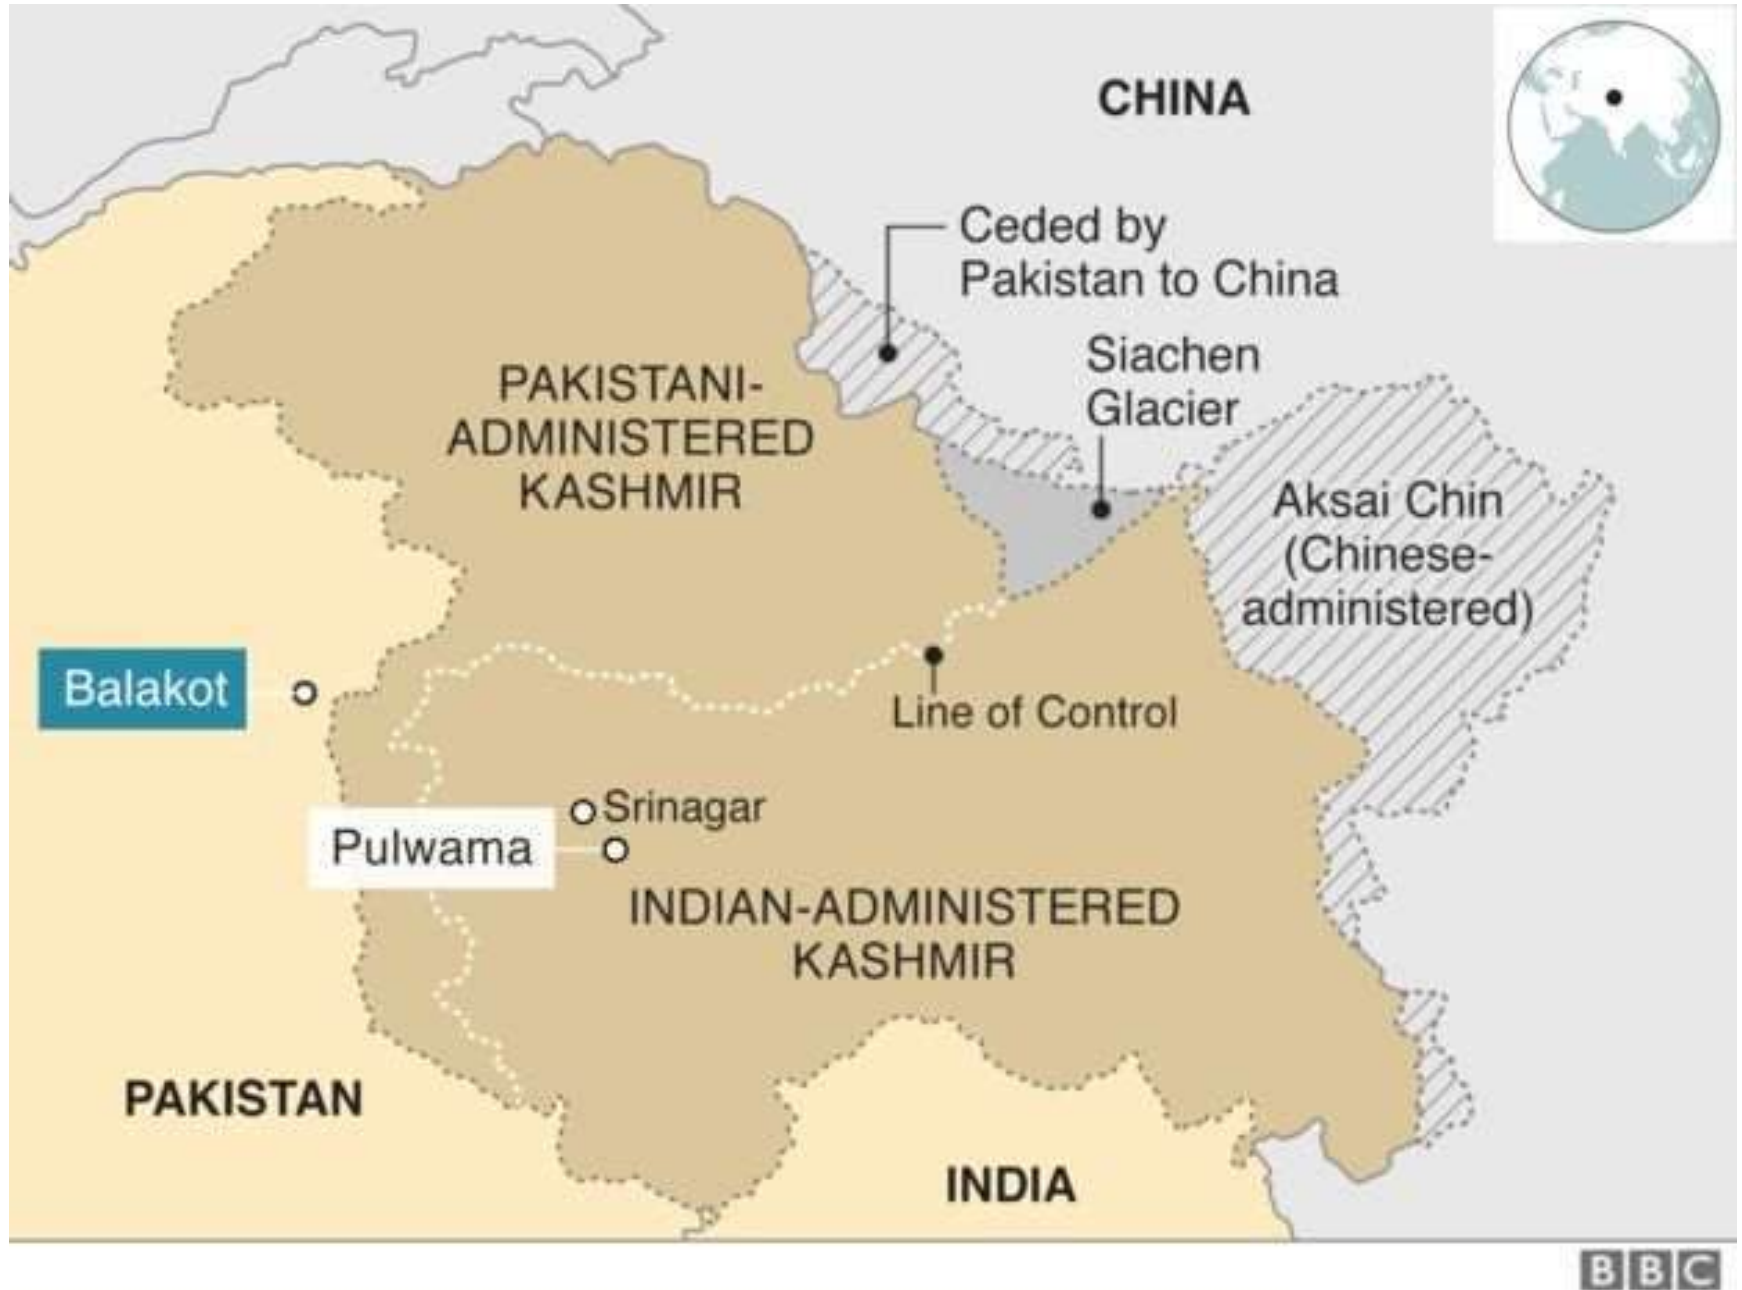 CHINA
Ceded by
Pakistan to China
Siachen
Glacier
PAKISTANI-
ADMINISTERED
KASHMIR
Aksai Chin
(Chinese-
administered)
Balakot
Line of Control
Srinagar
Pulwama
INDIAN-ADMINISTERED
KASHMIR
PAKISTAN
INDIA
BBC